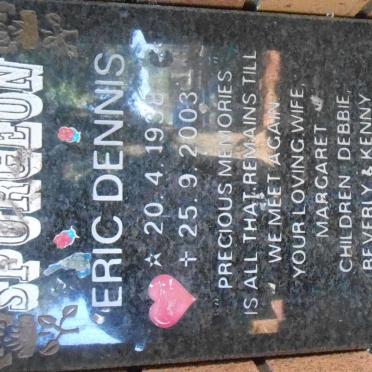 SPURGEON
ERIC DENNIS
☆ 20. 4. 1938
✝ 25. 9. 2003
"PRECIOUS MEMORIES"
IS ALL THAT REMAINS TILL
WE MEET AGAIN
YOUR LOVING WIFE,
MARGARET
CHILDREN DEBBIE,
BEVERLY & KENNY